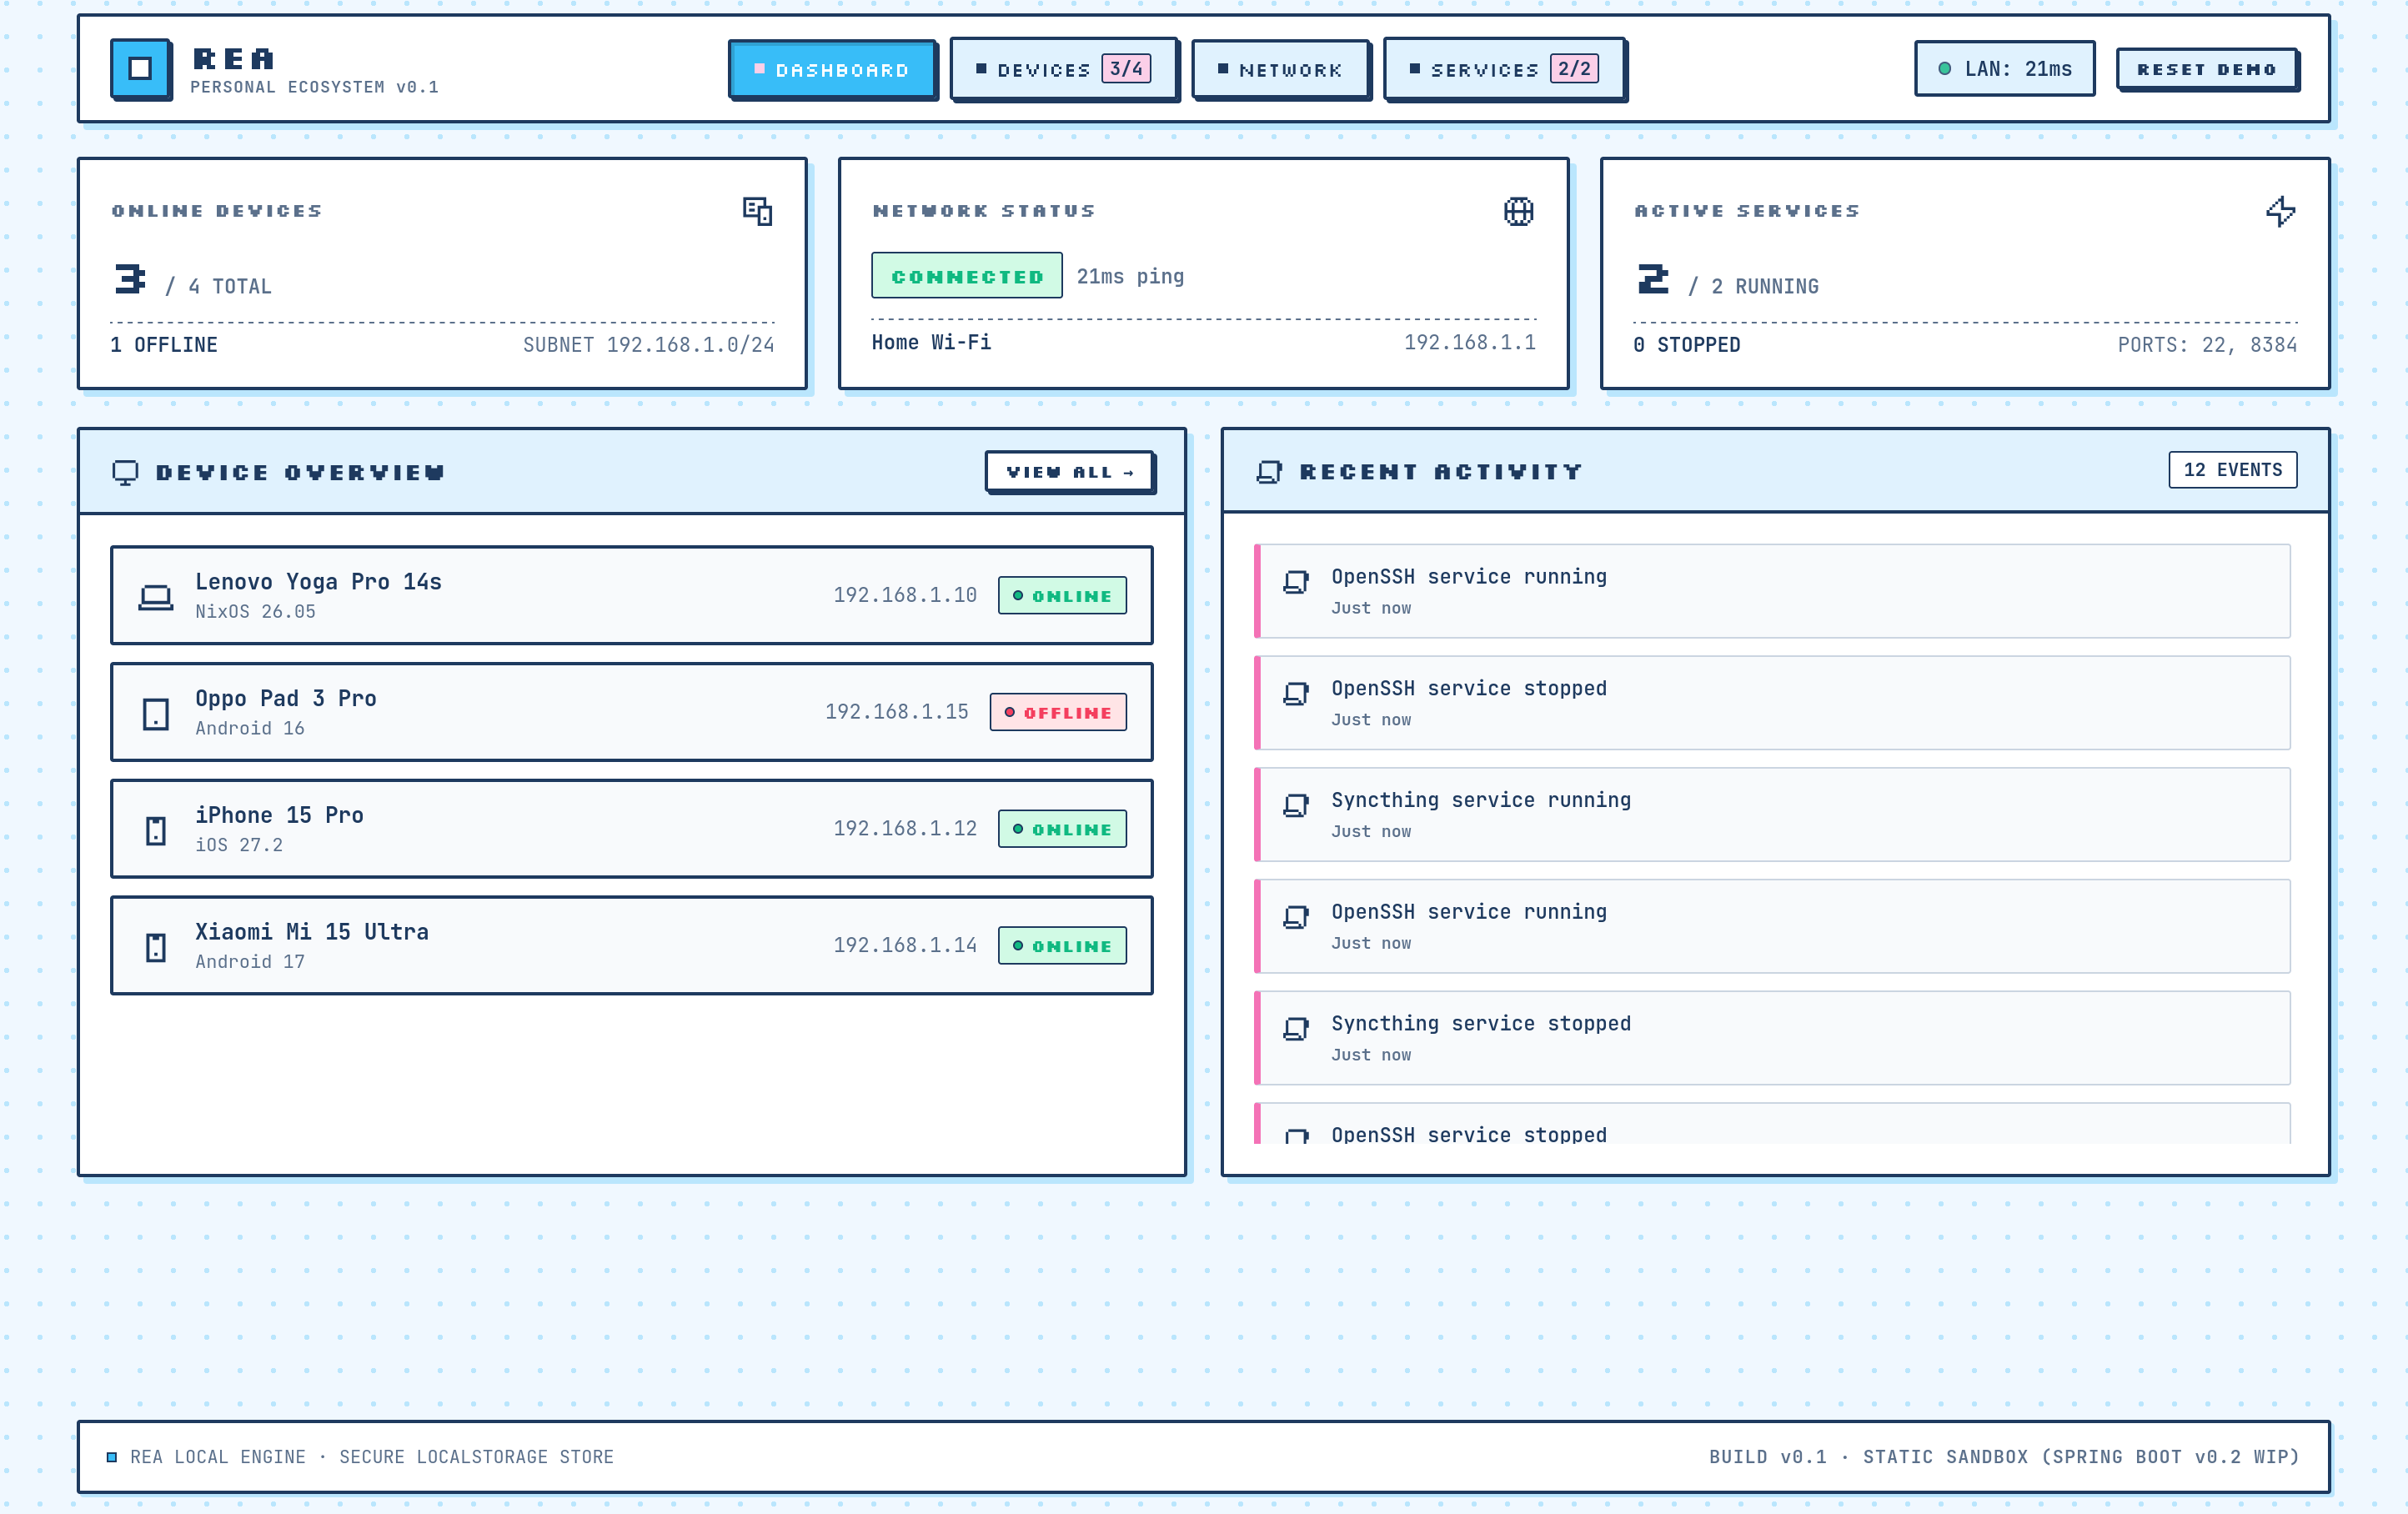 REA
PERSONAL ECOSYSTEM v0.1
DASHBOARD
DEVICES 3/4
NETWORK
SERVICES 2/2
LAN: 21ms
RESET DEMO
ONLINE DEVICES
3 / 4 TOTAL
1 OFFLINE
SUBNET 192.168.1.0/24
NETWORK STATUS
CONNECTED 21ms ping
Home Wi-Fi
192.168.1.1
ACTIVE SERVICES
2 / 2 RUNNING
0 STOPPED
PORTS: 22, 8384
DEVICE OVERVIEW
VIEW ALL →
Lenovo Yoga Pro 14s
NixOS 26.05
192.168.1.10
ONLINE
Oppo Pad 3 Pro
Android 16
192.168.1.15
OFFLINE
iPhone 15 Pro
iOS 27.2
192.168.1.12
ONLINE
Xiaomi Mi 15 Ultra
Android 17
192.168.1.14
ONLINE
RECENT ACTIVITY
12 EVENTS
OpenSSH service running
Just now
OpenSSH service stopped
Just now
Syncthing service running
Just now
OpenSSH service running
Just now
Syncthing service stopped
Just now
OpenSSH service stopped
REA LOCAL ENGINE · SECURE LOCALSTORAGE STORE
BUILD v0.1 · STATIC SANDBOX (SPRING BOOT v0.2 WIP)